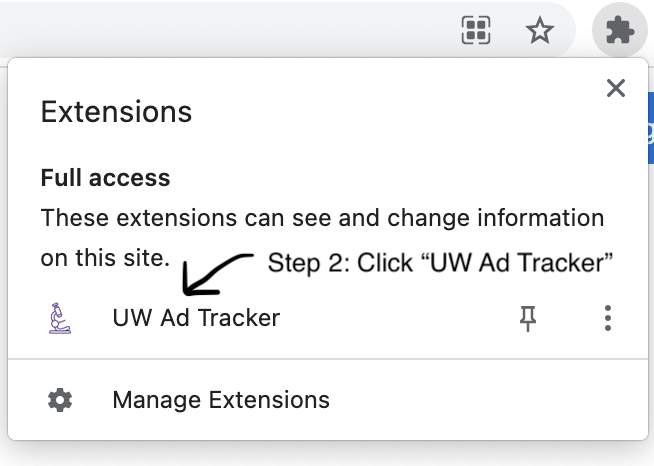 Extensions
Full access
These extensions can see and change information
on this site.
Step 2: Click “UW Ad Tracker”
UW Ad Tracker
Manage Extensions